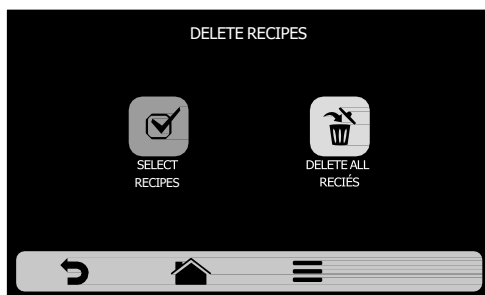 DELETE RECIPES
SELECT
RECIPES
DELETE ALL
RECIÉS